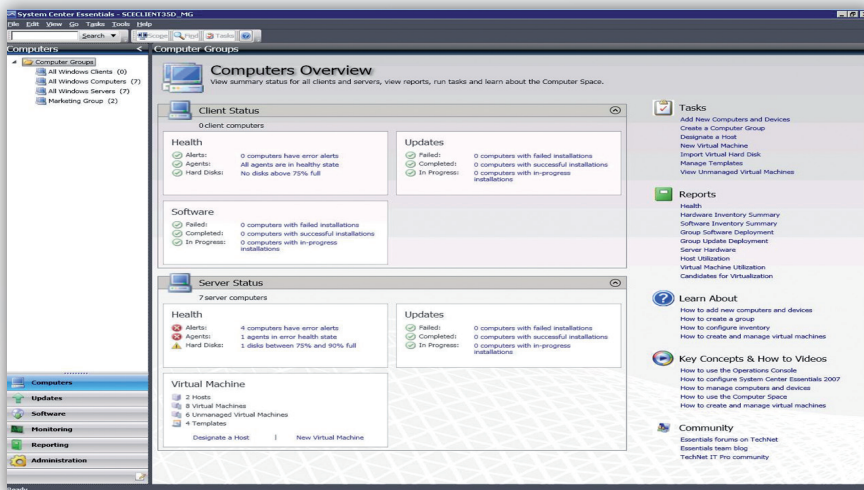 System Center Essentials - SCECLIENT35D_MG
File Edit View Go Tasks Tools Help
Search Scope Find Tasks
Computers <
Computer Groups
All Windows Clients (0)
All Windows Computers (7)
All Windows Servers (7)
Marketing Group (2)
Computers
Updates
Software
Monitoring
Reporting
Administration
Ready
Computer Groups
Computers Overview
View summary status for all clients and servers, view reports, run tasks and learn about the Computer Space.
Client Status
0 client computers
Health
Alerts: 0 computers have error alerts
Agents: All agents are in healthy state
Hard Disks: No disks above 75% full
Updates
Failed: 0 computers with failed installations
Completed: 0 computers with successful installations
In Progress: 0 computers with in-progress
installations
Software
Failed: 0 computers with failed installations
Completed: 0 computers with successful installations
In Progress: 0 computers with in-progress
installations
Server Status
7 server computers
Health
Alerts: 4 computers have error alerts
Agents: 1 agents in error health state
Hard Disks: 1 disks between 75% and 90% full
Updates
Failed: 0 computers with failed installations
Completed: 0 computers with successful installations
In Progress: 0 computers with in-progress
installations
Virtual Machine
2 Hosts
8 Virtual Machines
6 Unmanaged Virtual Machines
4 Templates
Designate a Host | New Virtual Machine
Tasks
Add New Computers and Devices
Create a Computer Group
Designate a Host
New Virtual Machine
Import Virtual Hard Disk
Manage Templates
View Unmanaged Virtual Machines
Reports
Health
Hardware Inventory Summary
Software Inventory Summary
Group Software Deployment
Group Update Deployment
Server Hardware
Host Utilization
Virtual Machine Utilization
Candidates for Virtualization
Learn About
How to add new computers and devices
How to create a group
How to configure inventory
How to create and manage virtual machines
Key Concepts & How to Videos
How to use the Operations Console
How to configure System Center Essentials 2007
How to manage computers and devices
How to use the Computer Space
How to create and manage virtual machines
Community
Essentials forums on TechNet
Essentials team blog
TechNet IT Pro community